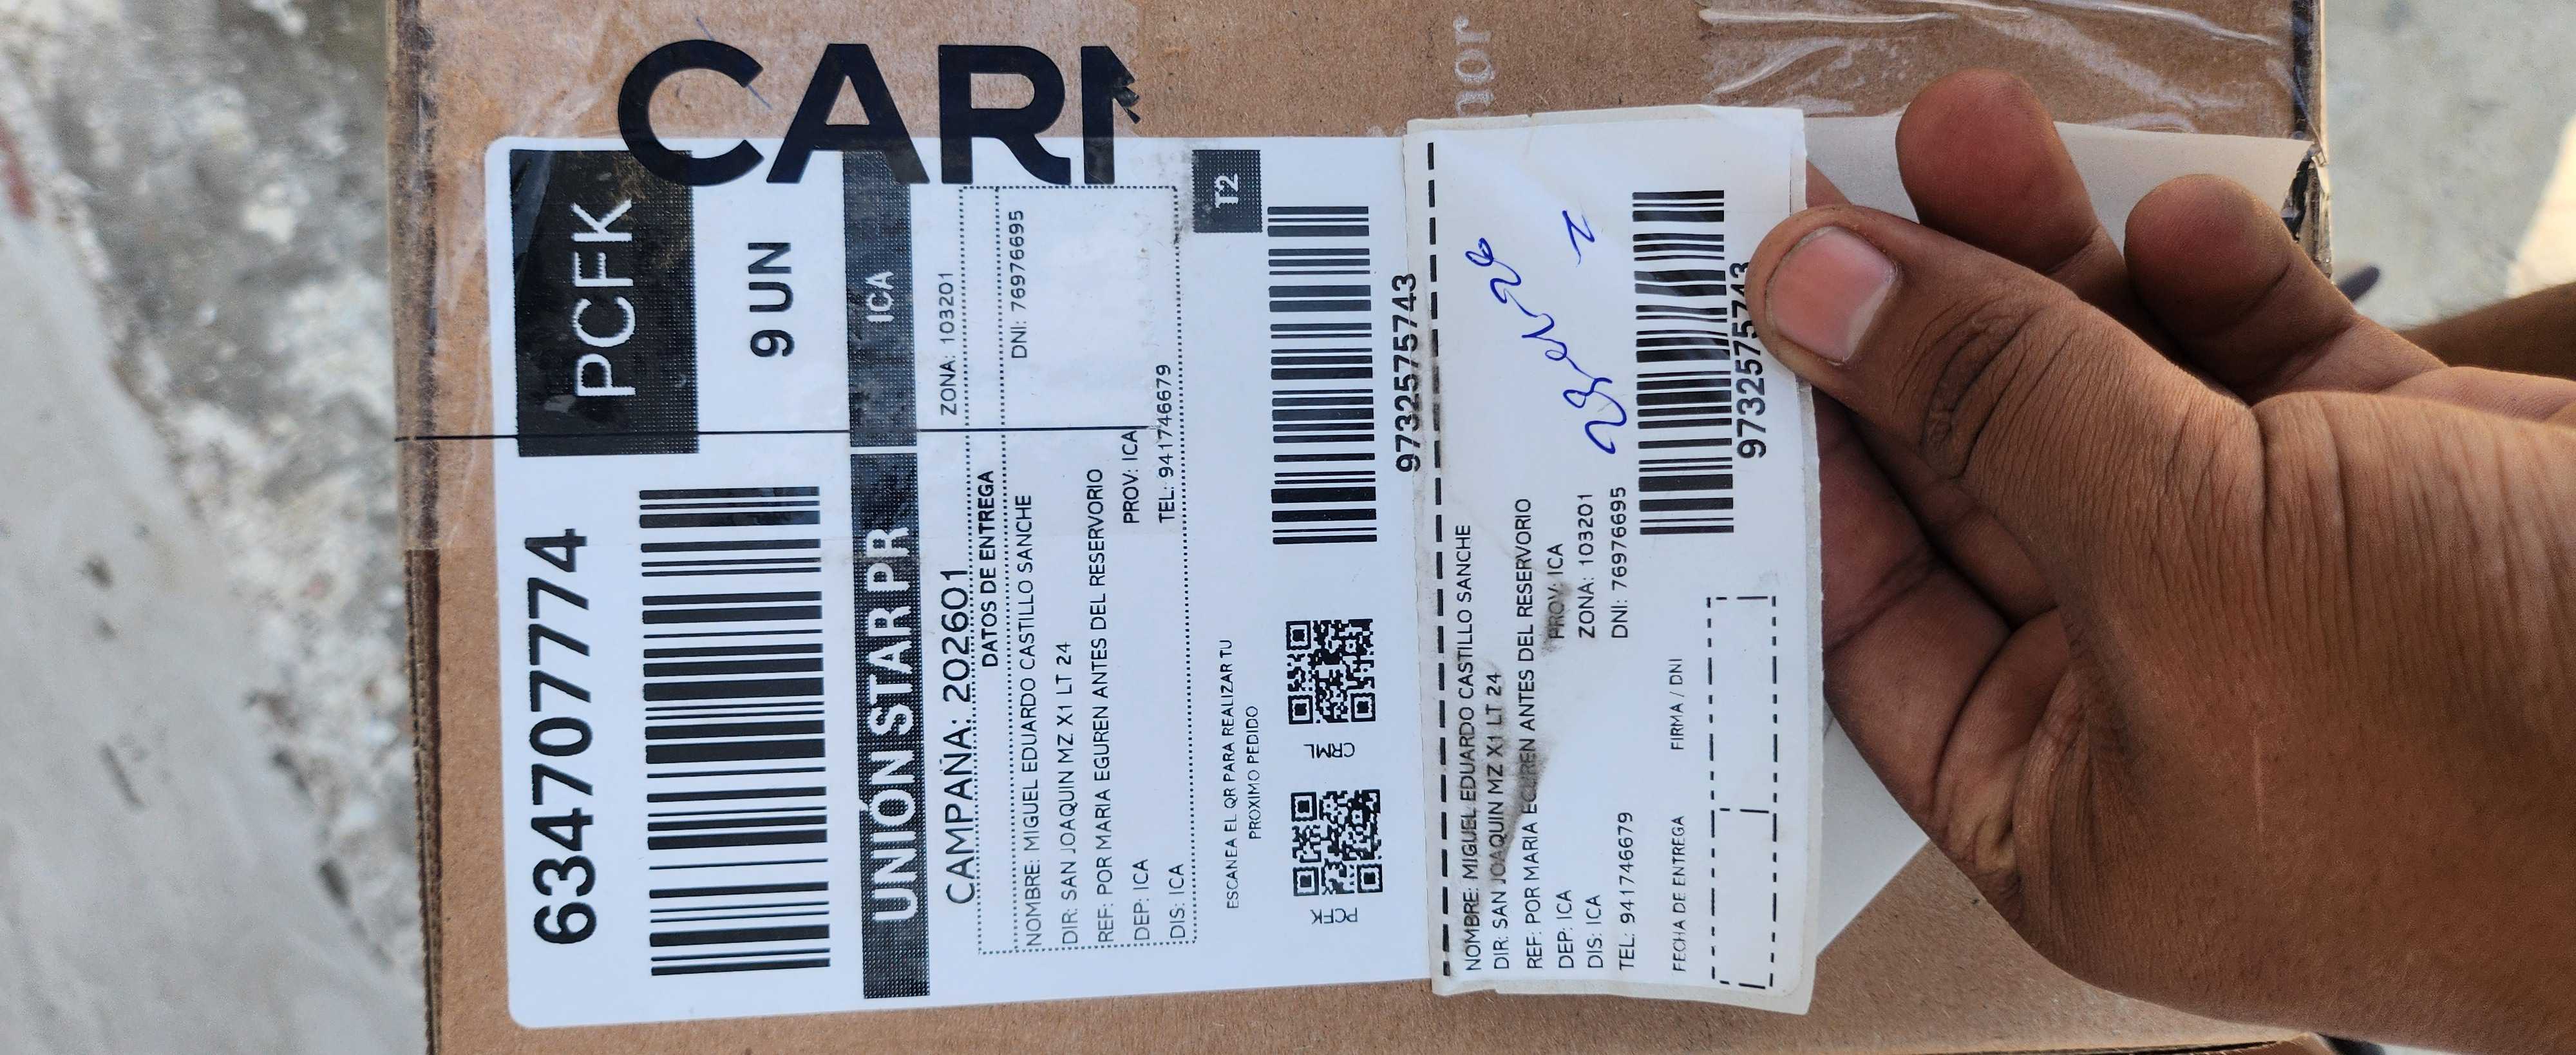 CARI
nor
6347077774
PCFK
9 UN
UNIÓN STAR PR
ICA
CAMPAÑA: 202601
ZONA: 103201
DATOS DE ENTREGA
NOMBRE: MIGUEL EDUARDO CASTILLO SANCHE
DNI: 76976695
DIR: SAN JOAQUIN MZ X1 LT 24
REF: POR MARIA EGUREN ANTES DEL RESERVORIO
DEP: ICA
PROV: ICA
DIS: ICA
TEL: 941746679
T2
ESCANEA EL QR PARA REALIZAR TU
PROXIMO PEDIDO
PCFK
9732575743
NOMBRE: MIGUEL EDUARDO CASTILLO SANCHE
DIR: SAN JOAQUIN MZ X1 LT 24
REF: POR MARIA EGUREN ANTES DEL RESERVORIO
DEP: ICA
PROV: ICA
DIS: ICA
ZONA: 103201
TEL: 941746679
DNI: 76976695
FECHA DE ENTREGA
FIRMA / DNI
9732575743